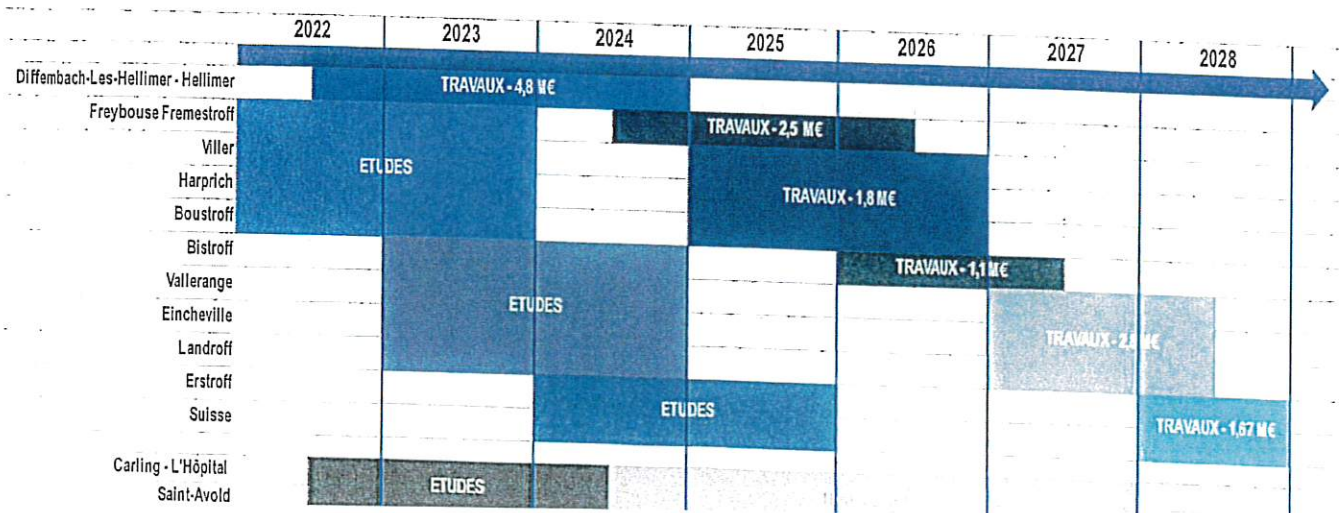 2022 2023 2024 2025 2026 2027 2028
Diffembach-Les-Hellimer - Hellimer
TRAVAUX - 4,8 M€
Freybouse Fremestroff
TRAVAUX - 2,5 M€
Viller
ETUDES
Harprich
TRAVAUX - 1,8 M€
Boustroff
Bistroff
TRAVAUX - 1,1 M€
Vallerange
ETUDES
Eincheville
TRAVAUX
Landroff
Erstroff
ETUDES
Suisse
TRAVAUX - 1,67 M€
Carling - L'Hôpital
ETUDES
Saint-Avold